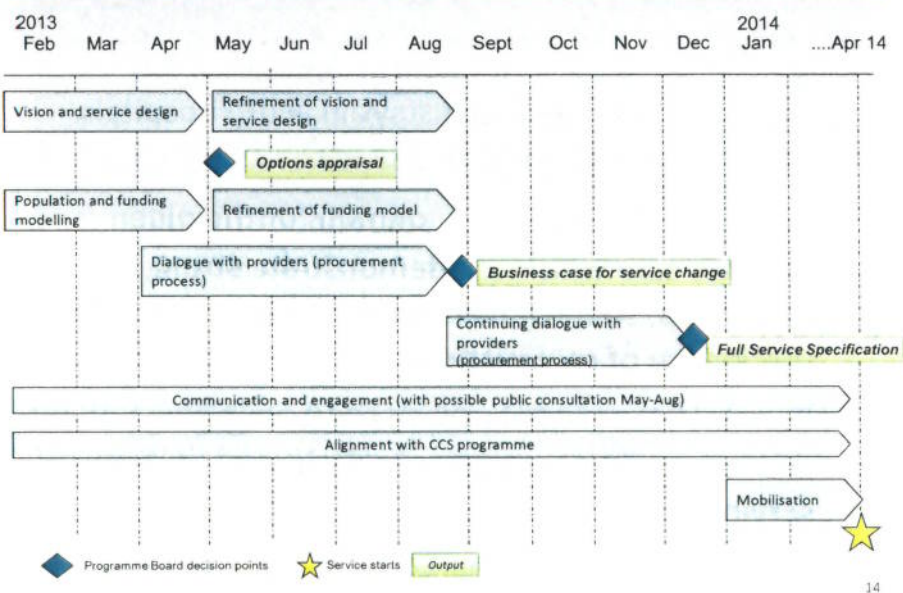 2013
Feb Mar Apr May Jun Jul Aug Sept Oct Nov Dec
2014
Jan ....Apr 14
Vision and service design
Refinement of vision and
service design
Options appraisal
Population and funding
modelling
Refinement of funding model
Dialogue with providers (procurement
process)
Business case for service change
Continuing dialogue with
providers
(procurement process)
Full Service Specification
Communication and engagement (with possible public consultation May-Aug)
Alignment with CCS programme
Mobilisation
Programme Board decision points
Service starts
Output
14